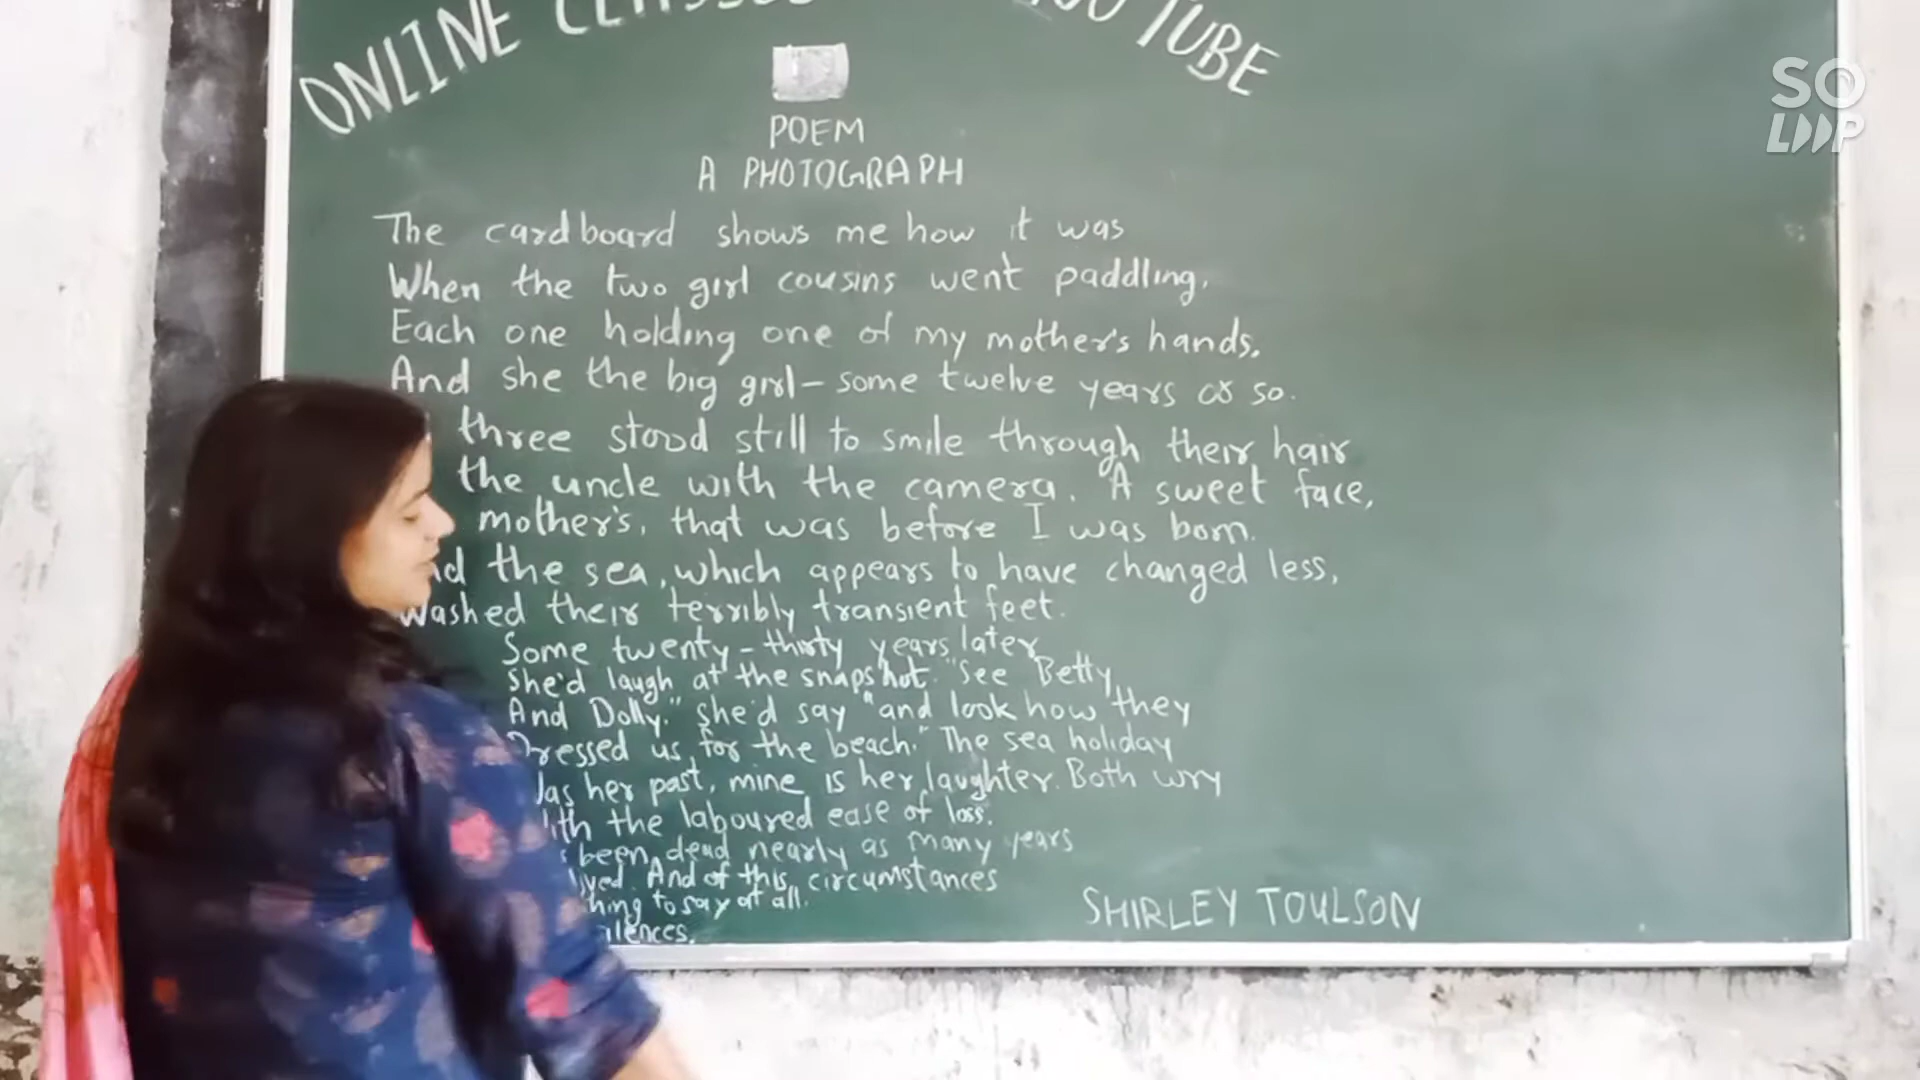 ONLINE CLASSES YOU TUBE
SO
LOOP
POEM
A PHOTOGRAPH
The cardboard shows me how it was
When the two girl cousins went paddling,
Each one holding one of my mother's hands,
And she the big girl - some twelve years or so.
three stood still to smile through their hair
the uncle with the camera. A sweet face,
mother's, that was before I was born.
the sea, which appears to have changed less,
Washed their terribly transient feet.
Some twenty - thirty years later
She'd laugh at the snapshot. "See Betty
And Dolly." she'd say "and look how they
Dressed us for the beach." The sea holiday
her past, mine is her laughter. Both wry
the laboured ease of loss.
been dead nearly as many years
And of this circumstances
to say at all.
SHIRLEY TOULSON